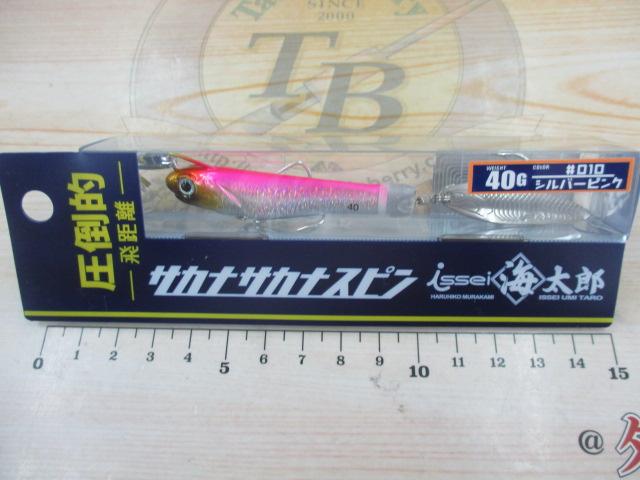 SINCE
2000
TB
圧倒的
飛距離
40
WEIGHT
40G
COLOR
#010
シルバーピンク
サカナサカナスピン
issei
HARUHIKO MURAKAMI
海太郎
ISSEI UMI TARO
0 1 2 3 4 5 6 7 8 9 10 11 12 13 14 15
@